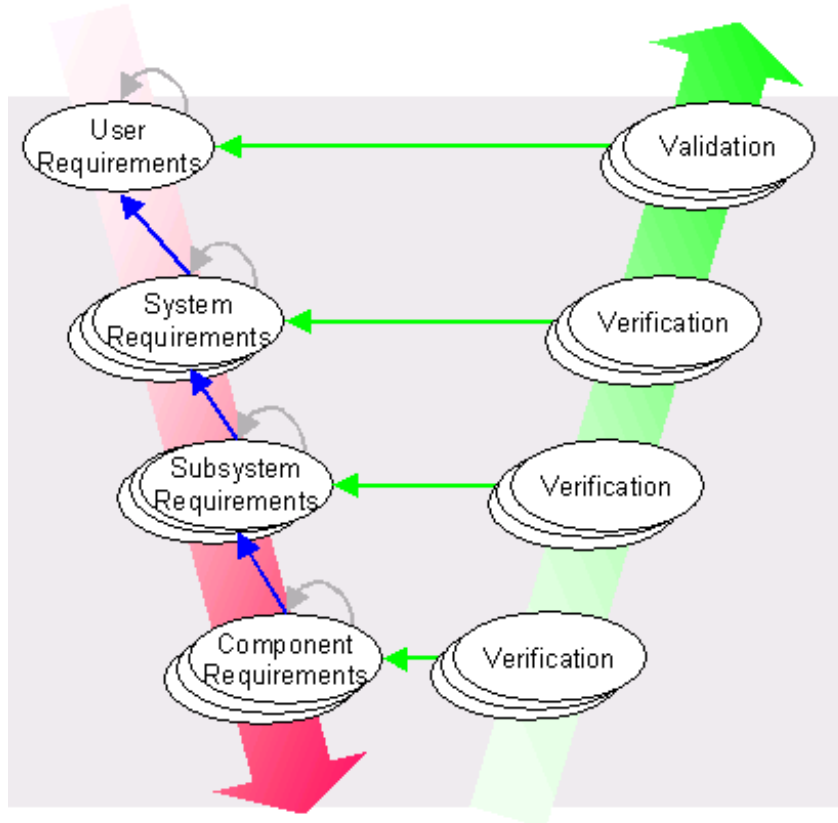 User
Requirements
Validation
System
Requirements
Verification
Subsystem
Requirements
Verification
Component
Requirements
Verification